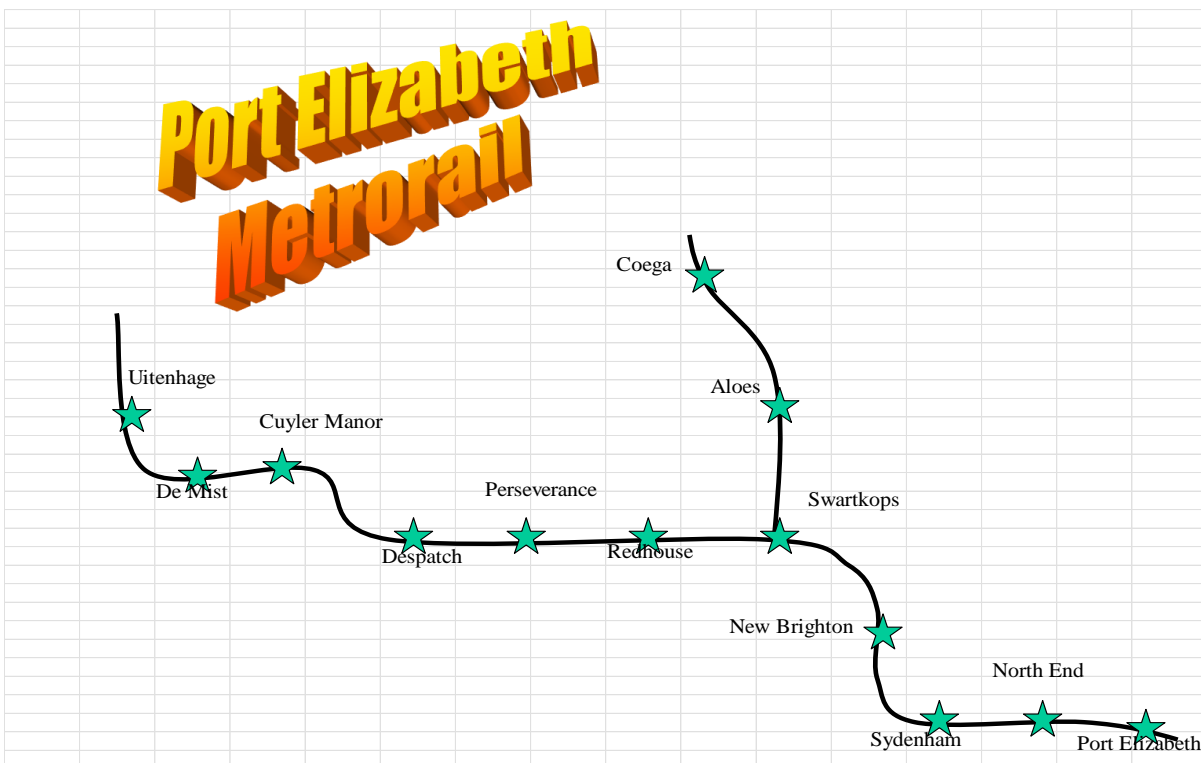 Port Elizabeth
Metrorail
Coega
Uitenhage
Aloes
Cuyler Manor
De Mist
Perseverance
Swartkops
Despatch
Redhouse
New Brighton
North End
Sydenham
Port Elizabeth